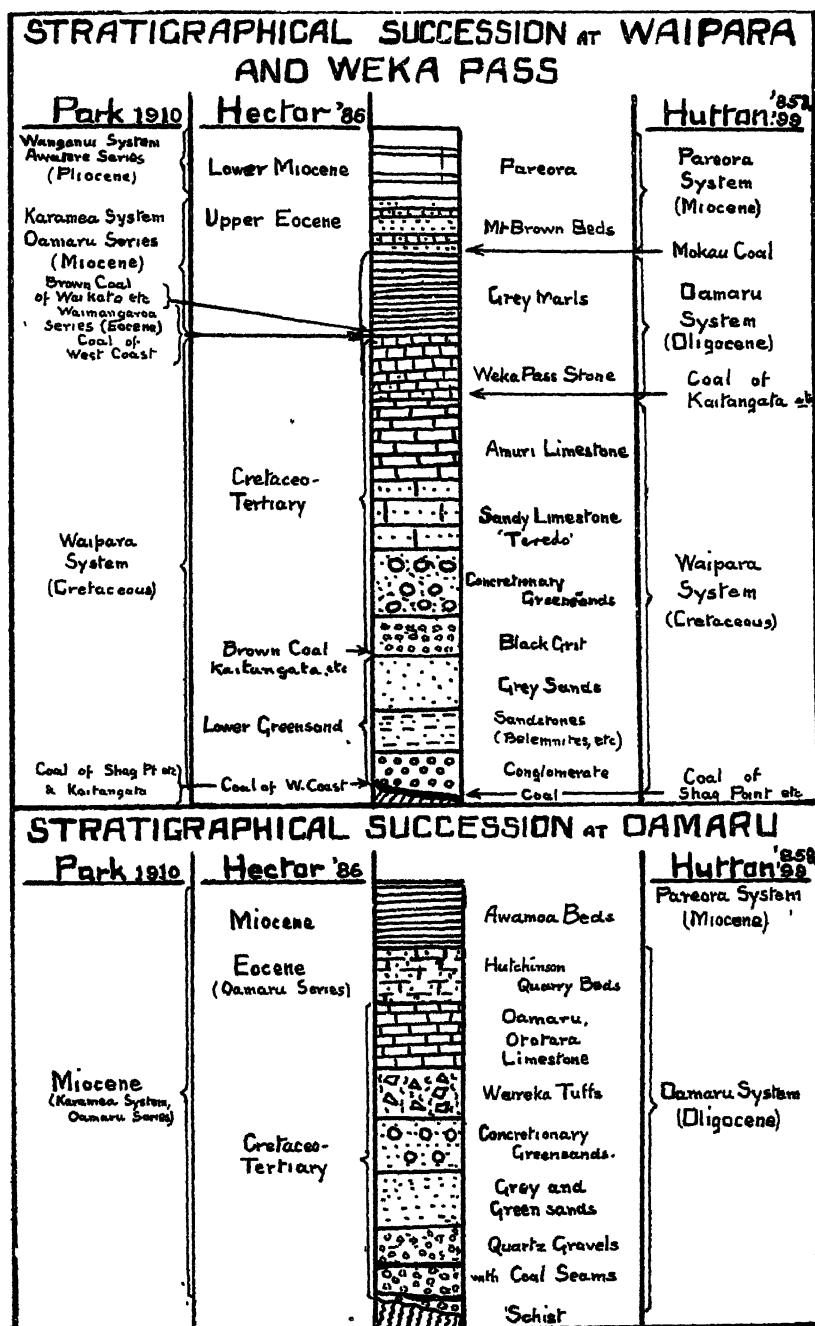 STRATIGRAPHICAL SUCCESSION AT WAIPARA
AND WEKA PASS
Park 1910
Wanganui System
Awatere Series
(Pliocene)
Karamea System
Oamaru Series
(Miocene)
Brown Coal
of Waikato etc
Waimangaroa
Series (Eocene)
Coal of
West Coast
Waipara
System
(Cretaceous)
Coal of Shag Pt etc
& Kaitangata
Hector '86
Lower Miocene
Upper Eocene
Cretaceo-
Tertiary
Brown Coal
Kaitangata, etc
Lower Greensand
Coal of W. Coast
Pareora
Mt Brown Beds
Grey Marls
Weka Pass Stone
Amuri Limestone
Sandy Limestone
'Teredo'
Concretionary
Greensands
Black Grit
Grey Sands
Sandstones
(Belemnites, etc)
Conglomerate
Coal
Hutton '85 & '99
Pareora
System
(Miocene)
Mokau Coal
Oamaru
System
(Oligocene)
Coal of
Kaitangata etc
Waipara
System
(Cretaceous)
Coal of
Shag Point etc
STRATIGRAPHICAL SUCCESSION AT OAMARU
Park 1910
Miocene
(Karamea System,
Oamaru Series)
Hector '86
Miocene
Eocene
(Oamaru Series)
Cretaceo-
Tertiary
Awamoa Beds
Hutchinson
Quarry Beds
Oamaru,
Ototara
Limestone
Waireka Tuffs
Concretionary
Greensands.
Grey and
Green sands
Quartz Gravels
with Coal Seams
Schist
Hutton '85 & '99
Pareora System
(Miocene)
Oamaru System
(Oligocene)